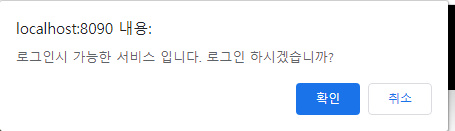 localhost:8090 내용:
로그인시 가능한 서비스 입니다. 로그인 하시겠습니까?
확인 취소